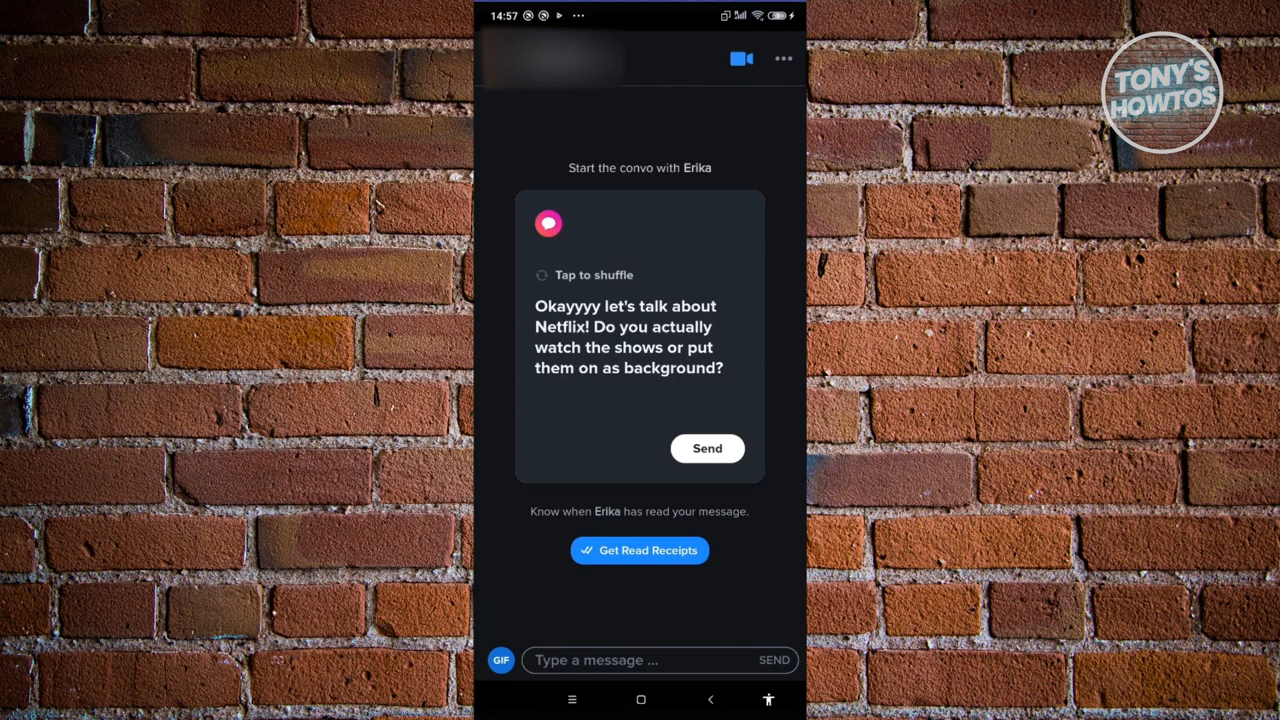 14:57
TONY'S
HOWTOS
Start the convo with Erika
Tap to shuffle
Okayyyy let's talk about
Netflix! Do you actually
watch the shows or put
them on as background?
Send
Know when Erika has read your message.
Get Read Receipts
GIF
Type a message ...
SEND